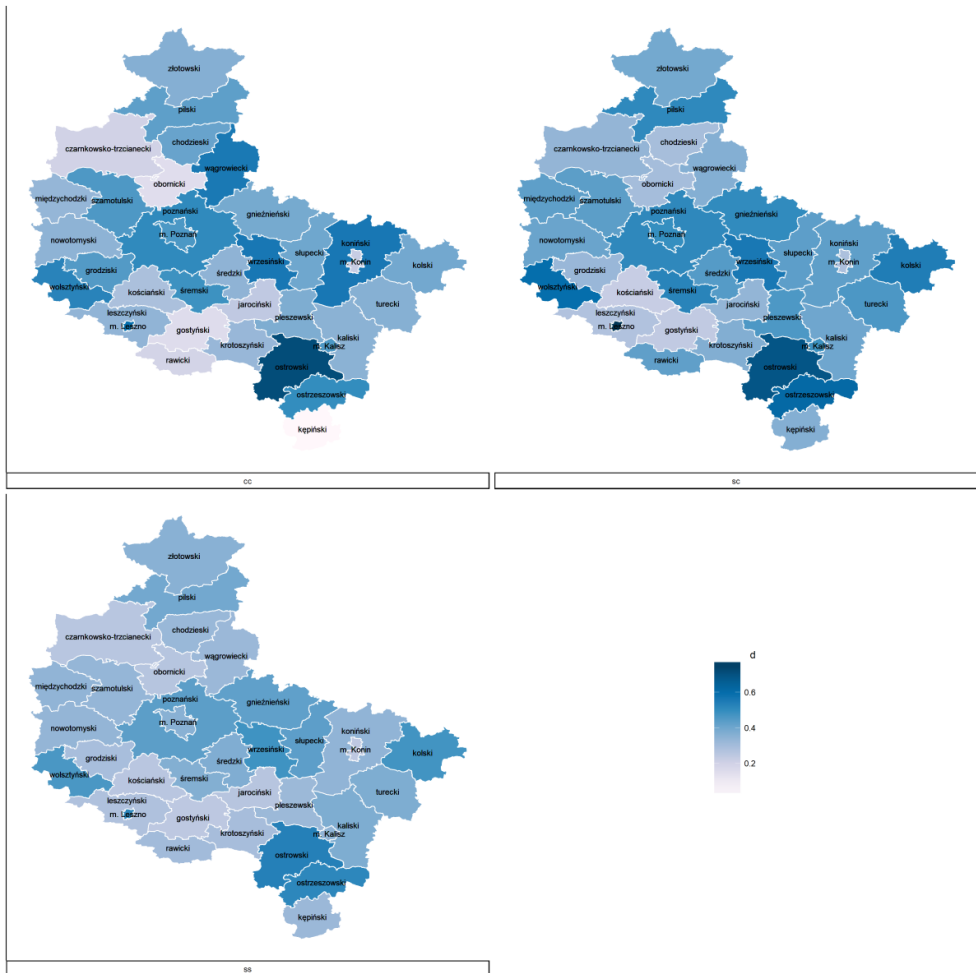 złotowski
pilski
chodzieski
czarnkowsko-trzcianecki
wągrowiecki
obornicki
międzychodzki
szamotulski
gnieźnieński
poznański
m. Poznań
nowotomyski
koniński
słupecki
m. Konin
wrzesiński
kolski
grodziski
średzki
wolsztyński
kościański
śremski
jarociński
turecki
leszczyński
pleszewski
m. Leszno
gostyński
kaliski
krotoszyński
m. Kalisz
rawicki
ostrowski
ostrzeszowski
kępiński
cc
złotowski
pilski
chodzieski
czarnkowsko-trzcianecki
wągrowiecki
obornicki
międzychodzki
szamotulski
gnieźnieński
poznański
m. Poznań
nowotomyski
koniński
słupecki
m. Konin
wrzesiński
kolski
grodziski
średzki
wolsztyński
kościański
śremski
jarociński
turecki
leszczyński
pleszewski
m. Leszno
gostyński
kaliski
krotoszyński
m. Kalisz
rawicki
ostrowski
ostrzeszowski
kępiński
sc
złotowski
pilski
chodzieski
czarnkowsko-trzcianecki
wągrowiecki
obornicki
międzychodzki
szamotulski
gnieźnieński
poznański
m. Poznań
nowotomyski
koniński
słupecki
m. Konin
wrzesiński
kolski
grodziski
średzki
wolsztyński
kościański
śremski
jarociński
turecki
leszczyński
pleszewski
m. Leszno
gostyński
kaliski
krotoszyński
m. Kalisz
rawicki
ostrowski
ostrzeszowski
kępiński
ss
d
0.6
0.4
0.2